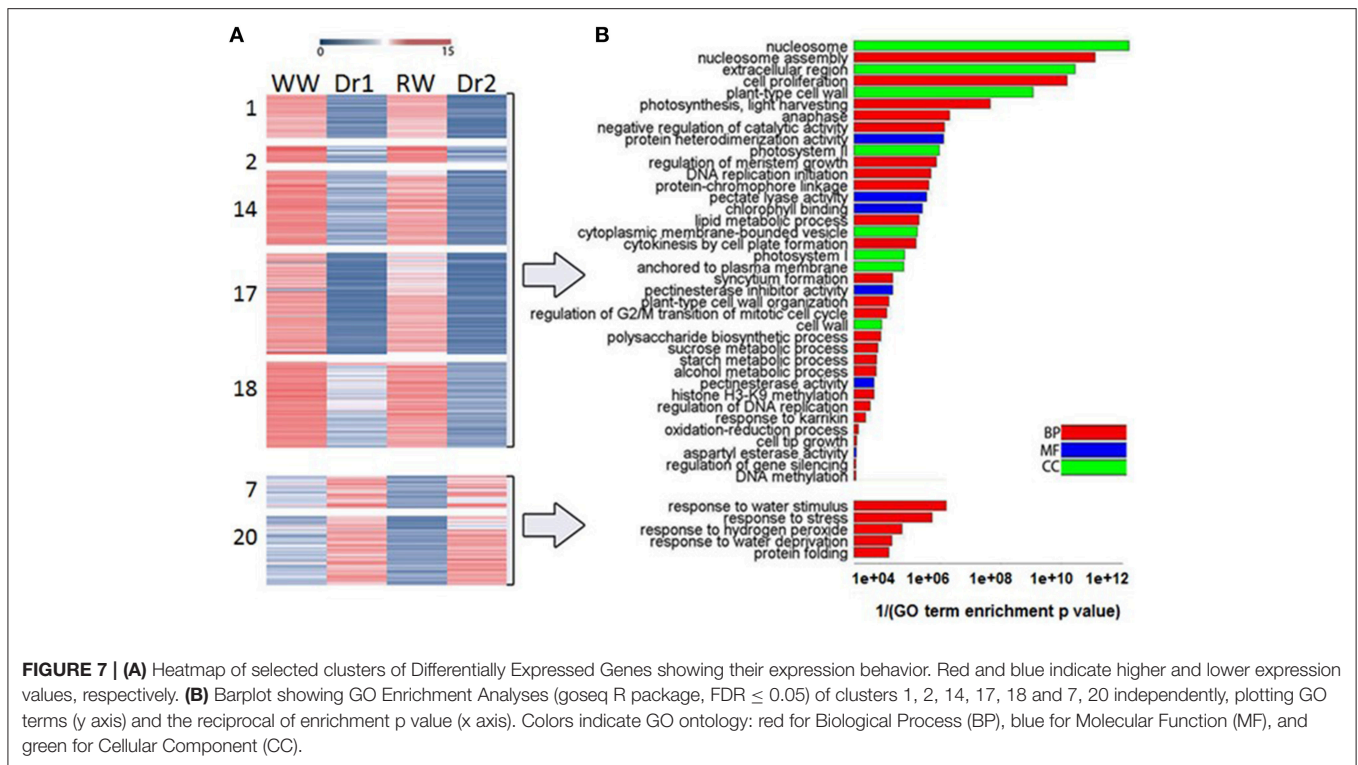 A
0 15
WW Dr1 RW Dr2
1
2
14
17
18
7
20
B
nucleosome
nucleosome assembly
extracellular region
cell proliferation
plant-type cell wall
photosynthesis, light harvesting
anaphase
negative regulation of catalytic activity
protein heterodimerization activity
photosystem II
regulation of meristem growth
DNA replication initiation
protein-chromophore linkage
pectate lyase activity
chlorophyll binding
lipid metabolic process
cytoplasmic membrane-bounded vesicle
cytokinesis by cell plate formation
photosystem I
anchored to plasma membrane
syncytium formation
pectinesterase inhibitor activity
plant-type cell wall organization
regulation of G2/M transition of mitotic cell cycle
cell wall
polysaccharide biosynthetic process
sucrose metabolic process
starch metabolic process
alcohol metabolic process
pectinesterase activity
histone H3-K9 methylation
regulation of DNA replication
response to karrikin
oxidation-reduction process
cell tip growth
aspartyl esterase activity
regulation of gene silencing
DNA methylation
BP
MF
CC
response to water stimulus
response to stress
response to hydrogen peroxide
response to water deprivation
protein folding
1e+04 1e+06 1e+08 1e+10 1e+12
1/(GO term enrichment p value)
FIGURE 7 | (A) Heatmap of selected clusters of Differentially Expressed Genes showing their expression behavior. Red and blue indicate higher and lower expression
values, respectively. (B) Barplot showing GO Enrichment Analyses (goseq R package, FDR ≤ 0.05) of clusters 1, 2, 14, 17, 18 and 7, 20 independently, plotting GO
terms (y axis) and the reciprocal of enrichment p value (x axis). Colors indicate GO ontology: red for Biological Process (BP), blue for Molecular Function (MF), and
green for Cellular Component (CC).